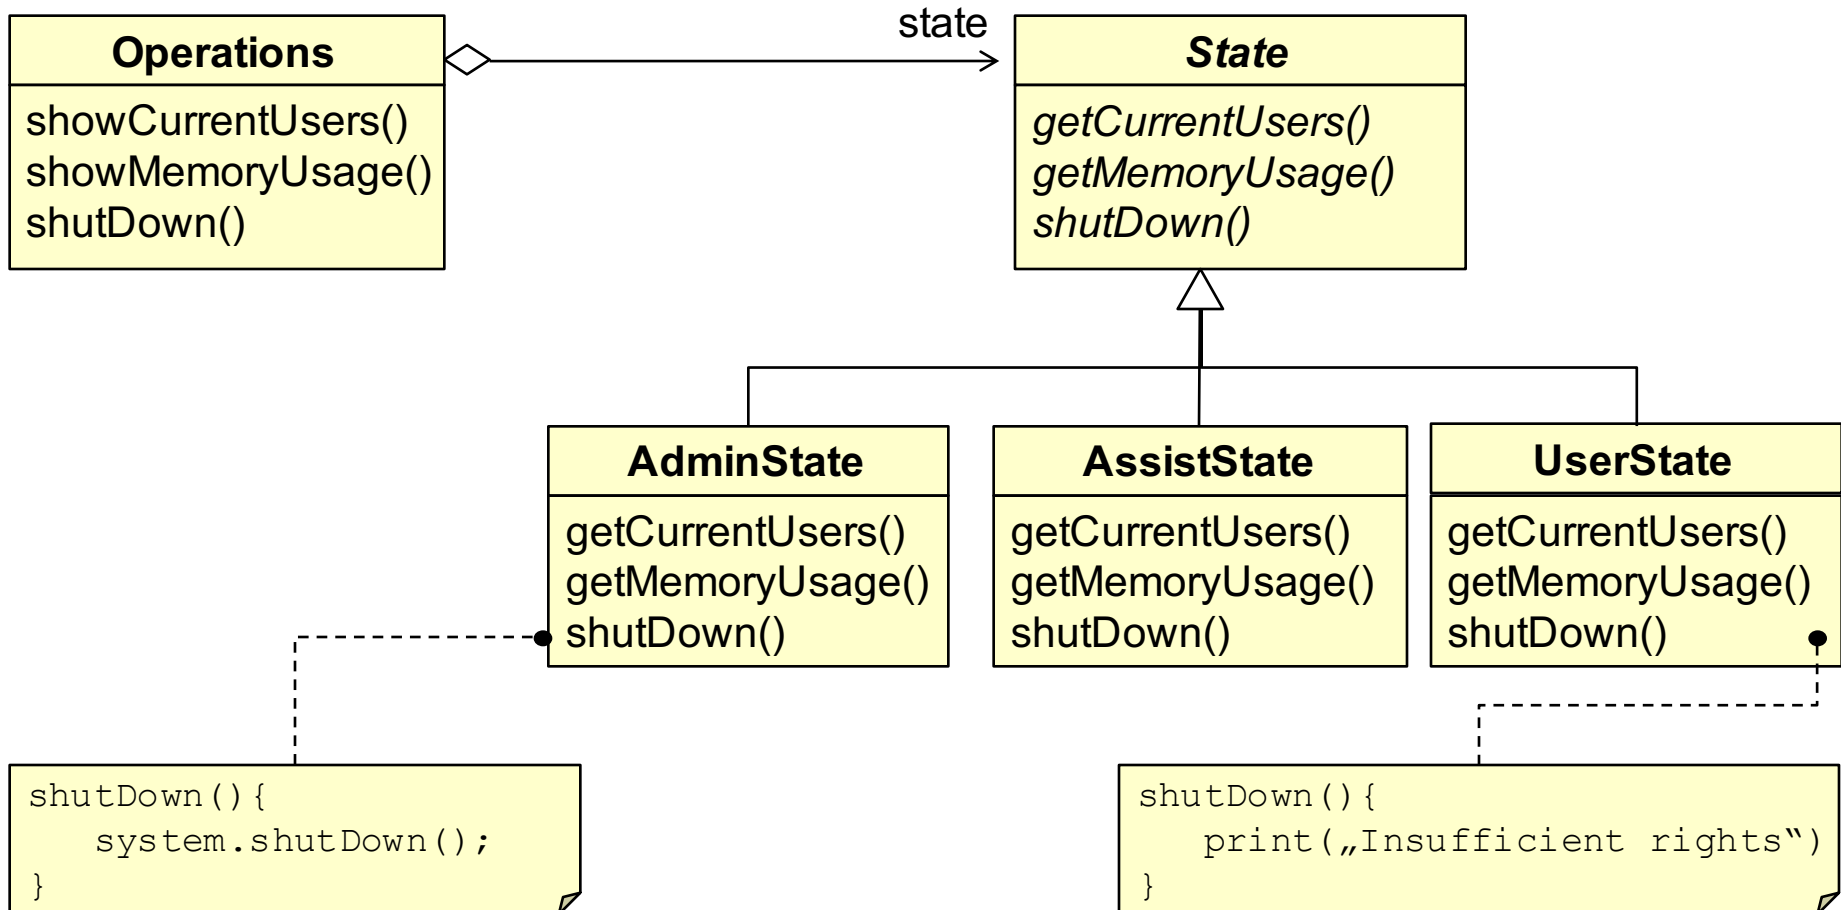 Operations
showCurrentUsers()
showMemoryUsage()
shutDown()
state
State
getCurrentUsers()
getMemoryUsage()
shutDown()
AdminState
getCurrentUsers()
getMemoryUsage()
shutDown()
AssistState
getCurrentUsers()
getMemoryUsage()
shutDown()
UserState
getCurrentUsers()
getMemoryUsage()
shutDown()
shutDown(){
system.shutDown();
}
shutDown(){
print(„Insufficient rights“)
}